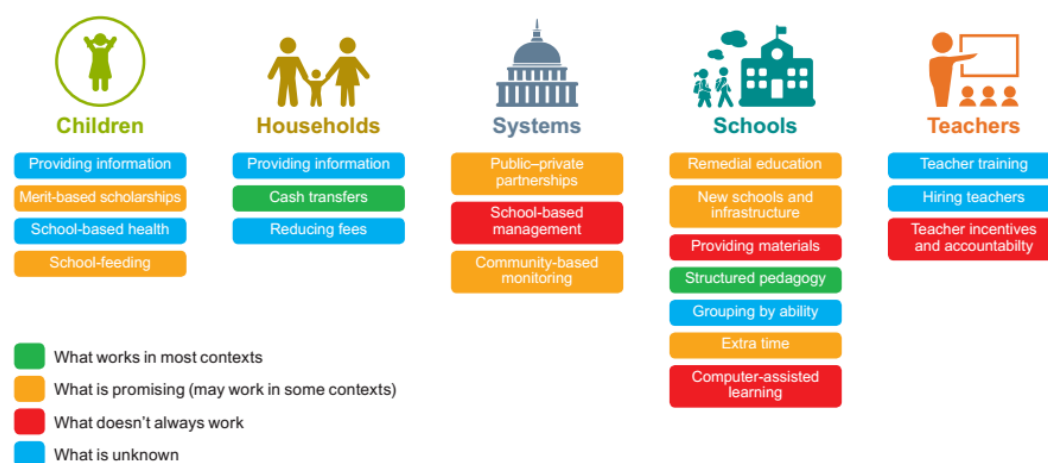 Children
Providing information
Merit-based scholarships
School-based health
School-feeding
Households
Providing information
Cash transfers
Reducing fees
Systems
Public–private
partnerships
School-based
management
Community-based
monitoring
Schools
Remedial education
New schools and
infrastructure
Providing materials
Structured pedagogy
Grouping by ability
Extra time
Computer-assisted
learning
Teachers
Teacher training
Hiring teachers
Teacher incentives
and accountabilty
What works in most contexts
What is promising (may work in some contexts)
What doesn’t always work
What is unknown